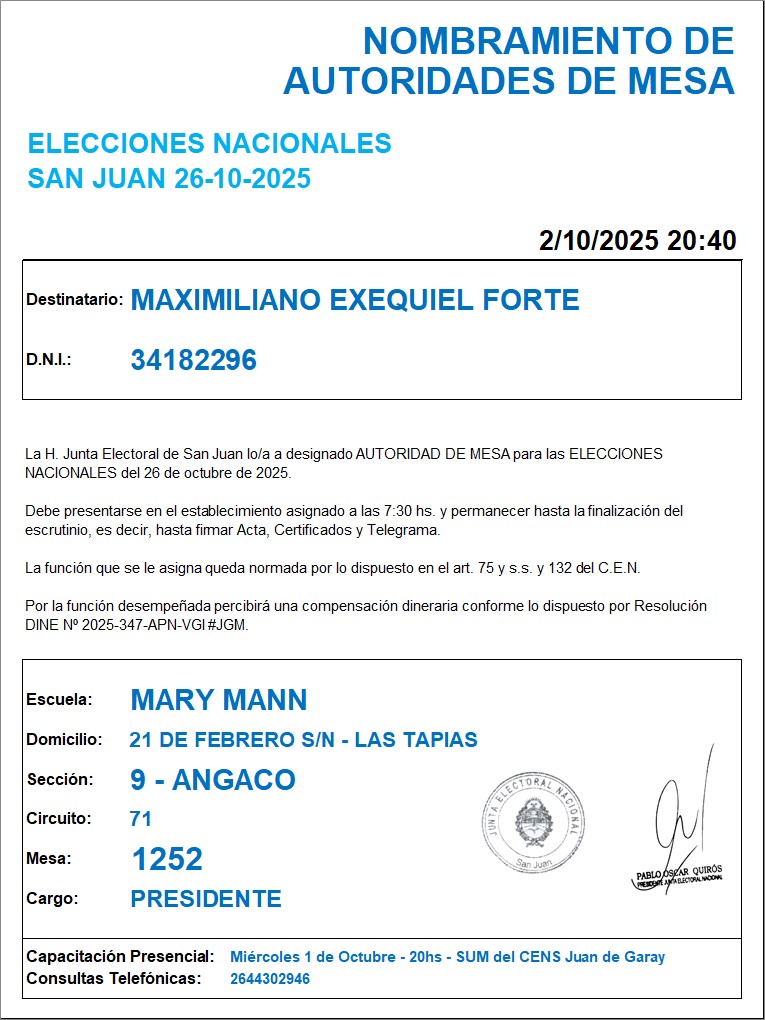 NOMBRAMIENTO DE
AUTORIDADES DE MESA
ELECCIONES NACIONALES
SAN JUAN 26-10-2025
2/10/2025 20:40
Destinatario: MAXIMILIANO EXEQUIEL FORTE
D.N.I.: 34182296
La H. Junta Electoral de San Juan lo/a a designado AUTORIDAD DE MESA para las ELECCIONES
NACIONALES del 26 de octubre de 2025.
Debe presentarse en el establecimiento asignado a las 7:30 hs. y permanecer hasta la finalización del
escrutinio, es decir, hasta firmar Acta, Certificados y Telegrama.
La función que se le asigna queda normada por lo dispuesto en el art. 75 y s.s. y 132 del C.E.N.
Por la función desempeñada percibirá una compensación dineraria conforme lo dispuesto por Resolución
DINE Nº 2025-347-APN-VGI#JGM.
Escuela: MARY MANN
Domicilio: 21 DE FEBRERO S/N - LAS TAPIAS
Sección: 9 - ANGACO
Circuito: 71
Mesa: 1252
Cargo: PRESIDENTE
JUNTA ELECTORAL NACIONAL
San Juan
PABLO OSCAR QUIRÓS
PRESIDENTE JUNTA ELECTORAL NACIONAL
Capacitación Presencial: Miércoles 1 de Octubre - 20hs - SUM del CENS Juan de Garay
Consultas Telefónicas: 2644302946